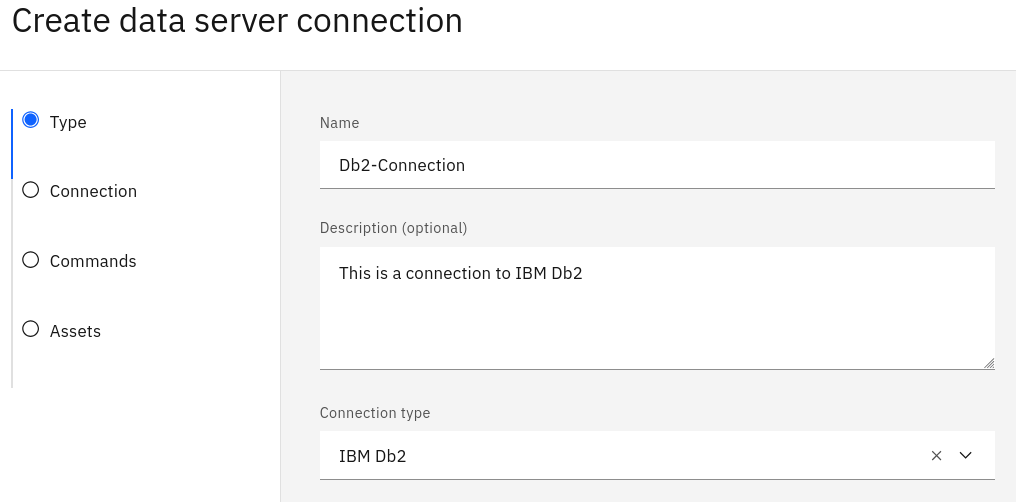 Create data server connection
Type
Connection
Commands
Assets
Name
Db2-Connection
Description (optional)
This is a connection to IBM Db2
Connection type
IBM Db2